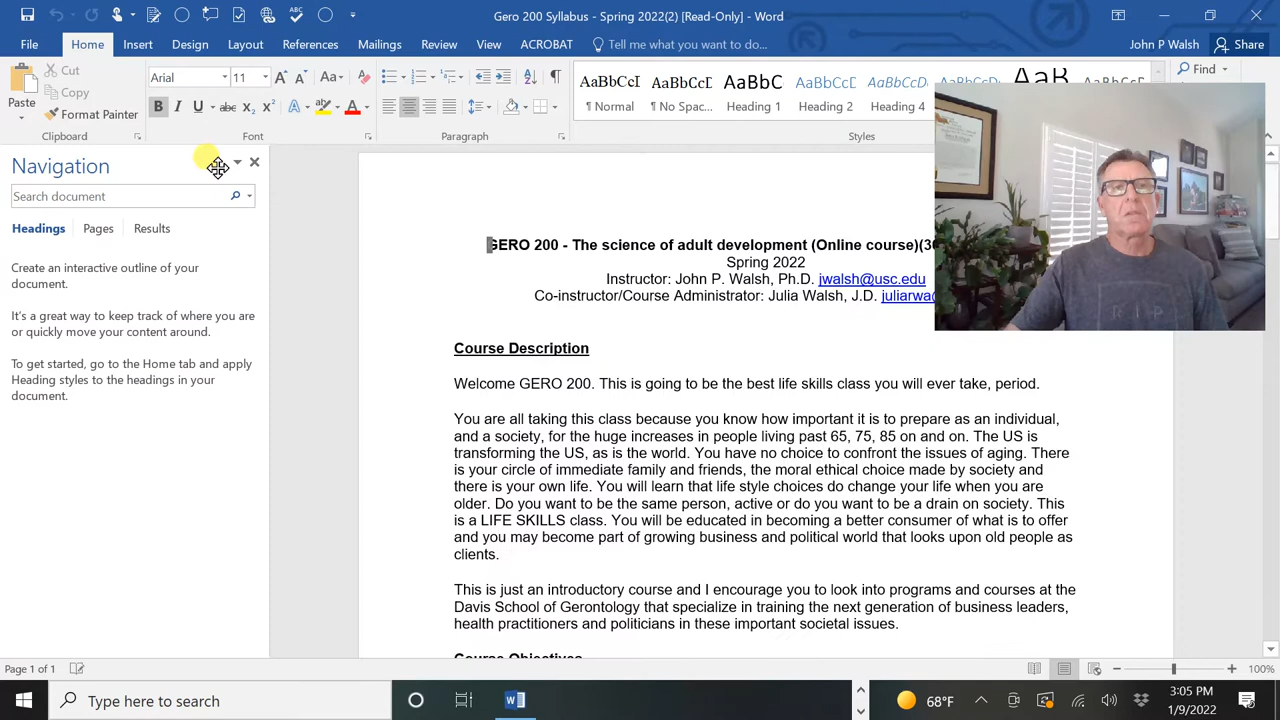 Gero 200 Syllabus - Spring 2022(2) [Read-Only] - Word
File Home Insert Design Layout References Mailings Review View ACROBAT Tell me what you want to do... John P Walsh Share
Paste
Cut
Copy
Format Painter
Arial 11
AaBbCcI AaBbCcI AaBbC AaBbCcD AaBbCcD AaB
Find
¶ Normal ¶ No Spac... Heading 1 Heading 2 Heading 4
Clipboard Font Paragraph Styles
Navigation
Search document
Headings Pages Results
Create an interactive outline of your
document.
It's a great way to keep track of where you are
or quickly move your content around.
To get started, go to the Home tab and apply
Heading styles to the headings in your
document.
GERO 200 - The science of adult development (Online course)(36
Spring 2022
Instructor: John P. Walsh, Ph.D. jwalsh@usc.edu
Co-instructor/Course Administrator: Julia Walsh, J.D. juliarwa
Course Description
Welcome GERO 200. This is going to be the best life skills class you will ever take, period.
You are all taking this class because you know how important it is to prepare as an individual,
and a society, for the huge increases in people living past 65, 75, 85 on and on. The US is
transforming the US, as is the world. You have no choice to confront the issues of aging. There
is your circle of immediate family and friends, the moral ethical choice made by society and
there is your own life. You will learn that life style choices do change your life when you are
older. Do you want to be the same person, active or do you want to be a drain on society. This
is a LIFE SKILLS class. You will be educated in becoming a better consumer of what is to offer
and you may become part of growing business and political world that looks upon old people as
clients.
This is just an introductory course and I encourage you to look into programs and courses at the
Davis School of Gerontology that specialize in training the next generation of business leaders,
health practitioners and politicians in these important societal issues.
Course Objectives
Page 1 of 1
100%
Type here to search
68°F
3:05 PM
1/9/2022